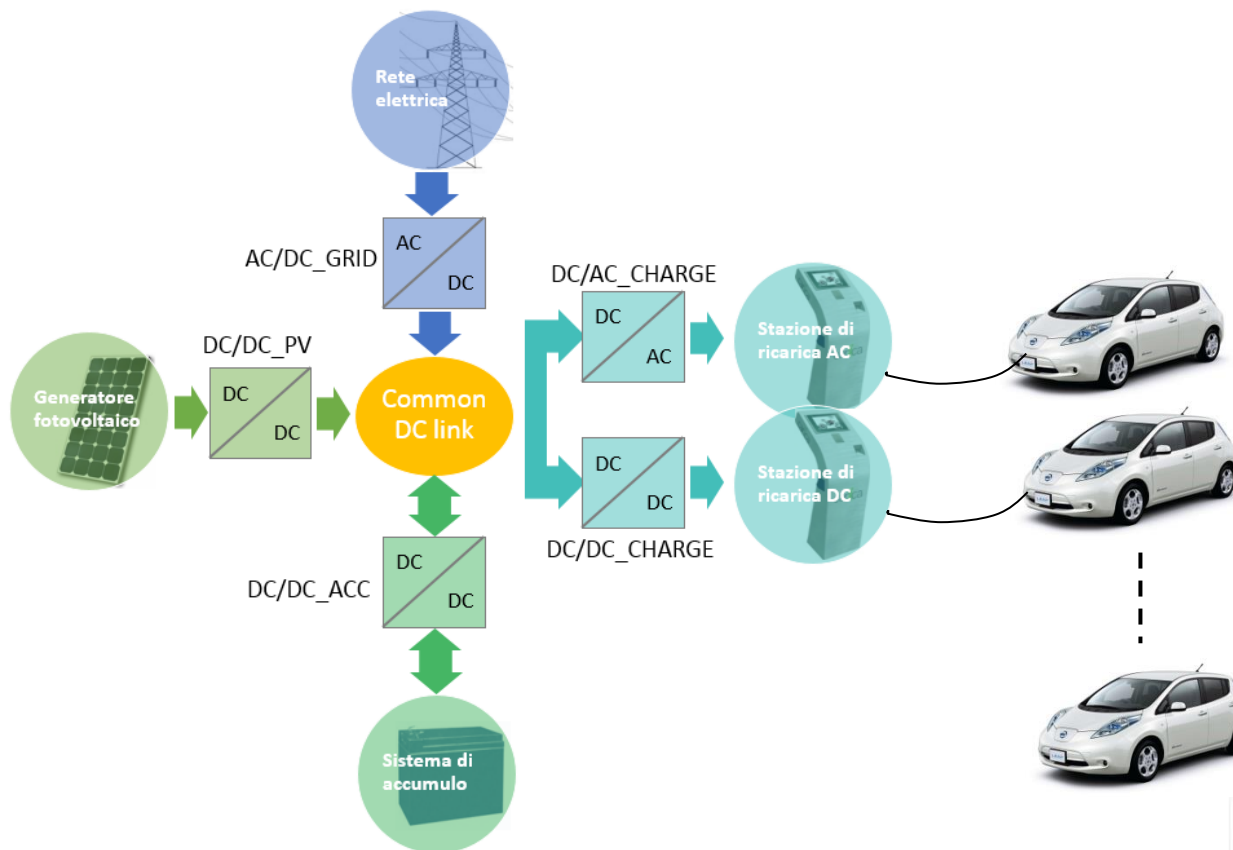 Rete
elettrica
AC/DC_GRID
AC
DC
DC/DC_PV
Generatore
fotovoltaico
DC
DC
Common
DC link
DC/AC_CHARGE
DC
AC
Stazione di
ricarica AC
DC
DC
DC/DC_CHARGE
Stazione di
ricarica DC
DC/DC_ACC
DC
DC
Sistema di
accumulo